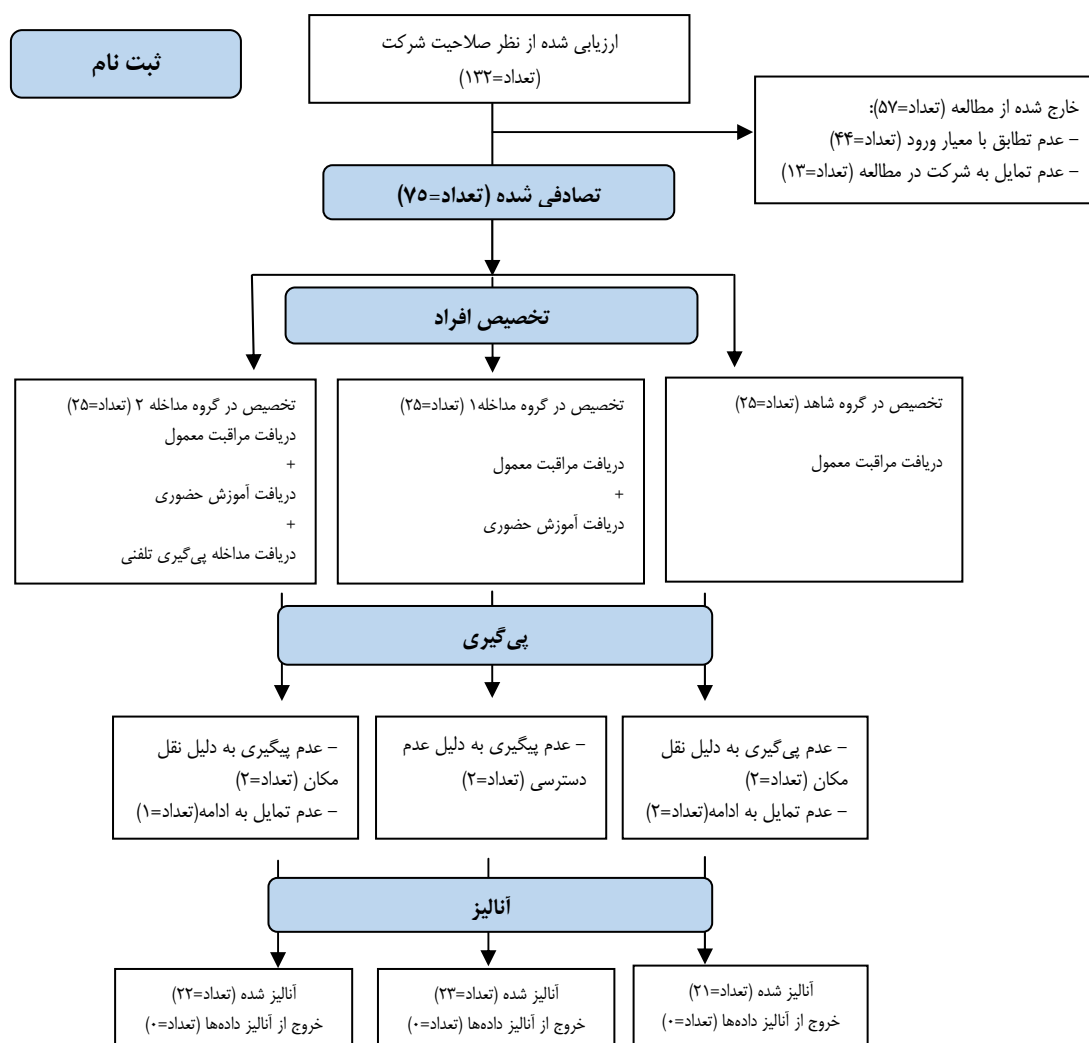 ثبت نام
ارزیابی شده از نظر صلاحیت شرکت
(تعداد=۱۳۲)
خارج شده از مطالعه (تعداد=۵۷):
– عدم تطابق با معیار ورود (تعداد=۴۴)
– عدم تمایل به شرکت در مطالعه (تعداد=۱۳)
تصادفی شده (تعداد=۷۵)
تخصیص افراد
تخصیص در گروه شاهد (تعداد=۲۵)
دریافت مراقبت معمول
تخصیص در گروه مداخله۱ (تعداد=۲۵)
دریافت مراقبت معمول
+
دریافت آموزش حضوری
تخصیص در گروه مداخله ۲ (تعداد=۲۵)
دریافت مراقبت معمول
+
دریافت آموزش حضوری
+
دریافت مداخله پی‌گیری تلفنی
پی‌گیری
– عدم پی‌گیری به دلیل نقل
مکان (تعداد=۲)
– عدم تمایل به ادامه(تعداد=۲)
– عدم پیگیری به دلیل عدم
دسترسی (تعداد=۲)
– عدم پیگیری به دلیل نقل
مکان (تعداد=۲)
– عدم تمایل به ادامه(تعداد=۱)
آنالیز
آنالیز شده (تعداد=۲۱)
خروج از آنالیز داده‌ها (تعداد=۰)
آنالیز شده (تعداد=۲۳)
خروج از آنالیز داده‌ها (تعداد=۰)
آنالیز شده (تعداد=۲۲)
خروج از آنالیز داده‌ها (تعداد=۰)